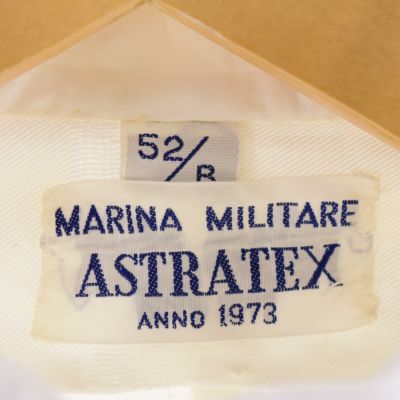 52/B
MARINA MILITARE
ASTRATEX
ANNO 1973